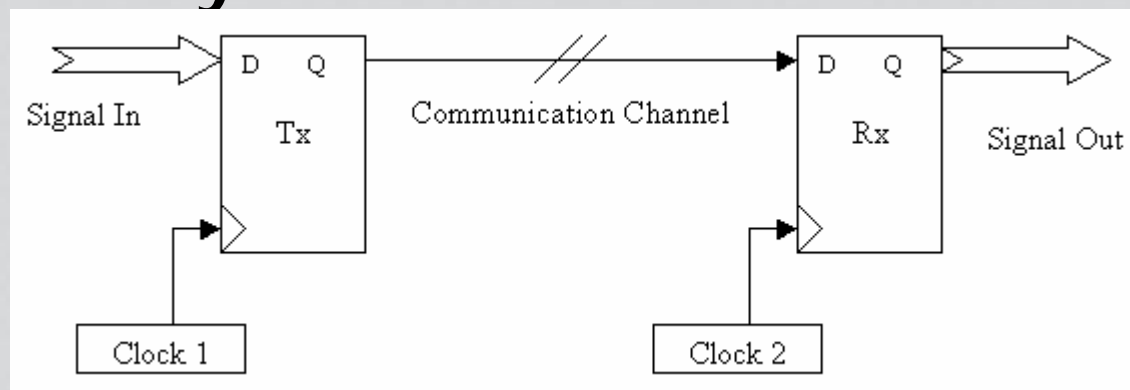 D Q
D Q
Signal In
Communication Channel
Tx
Rx
Signal Out
Clock 1
Clock 2